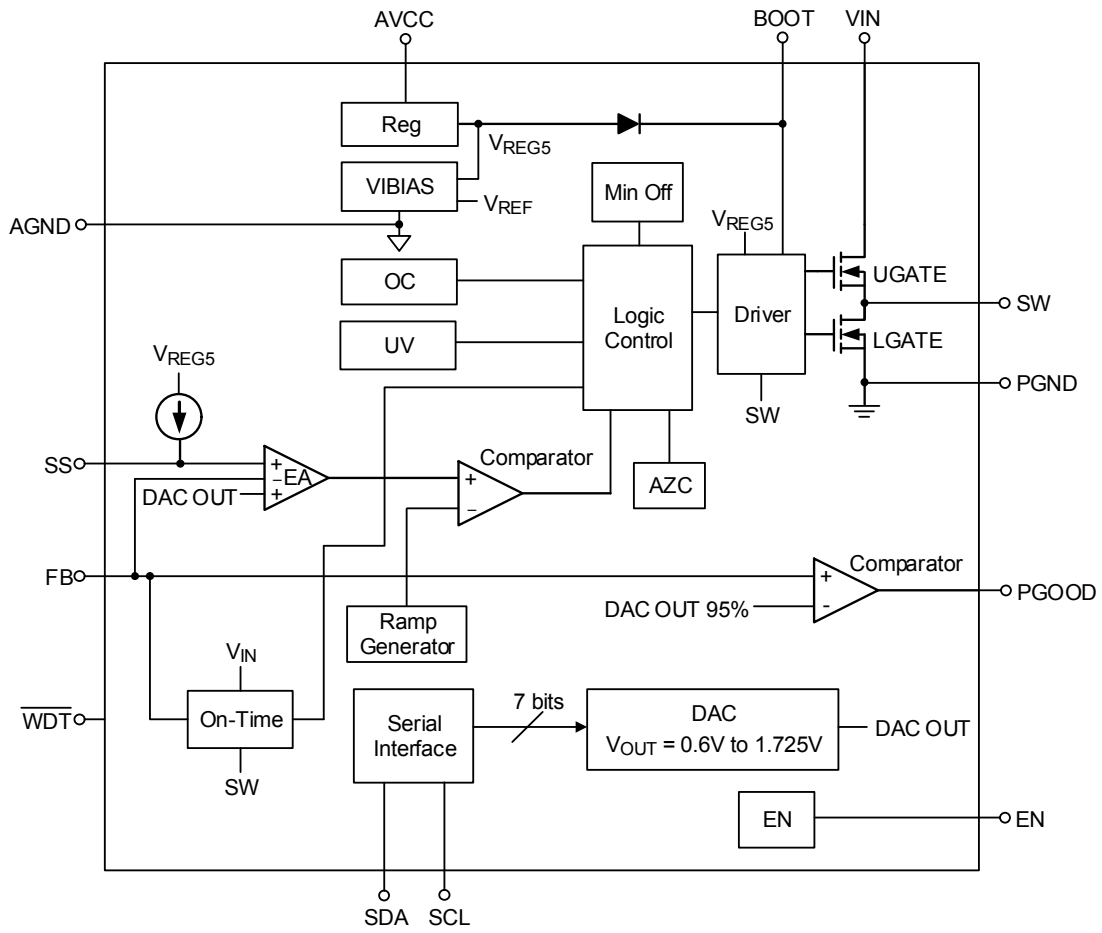 AVCC
BOOT
VIN
Reg
VREG5
VIBIAS
VREF
Min Off
AGND
VREG5
OC
UGATE
Logic
Control
Driver
SW
UV
LGATE
VREG5
PGND
SW
SS
+
−
EA
+
DAC OUT
Comparator
+
−
AZC
FB
Comparator
+
-
PGOOD
DAC OUT 95%
Ramp
Generator
VIN
WDT
On-Time
SW
Serial
Interface
7 bits
DAC
VOUT = 0.6V to 1.725V
DAC OUT
EN
EN
SDA
SCL